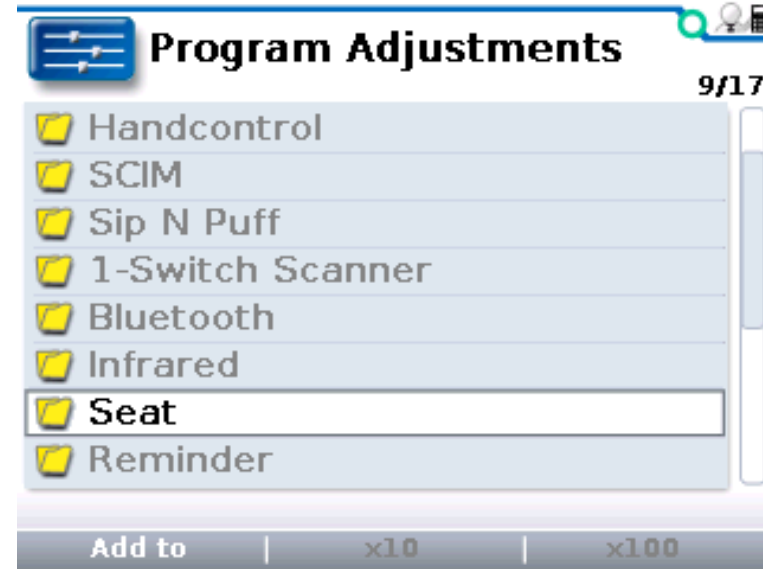 Program Adjustments
9/17
Handcontrol
SCIM
Sip N Puff
1-Switch Scanner
Bluetooth
Infrared
Seat
Reminder
Add to | x10 | x100